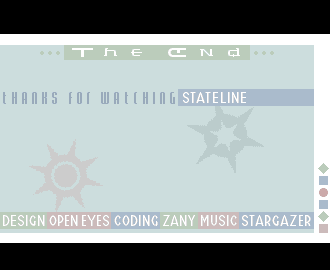 The End
thanks for watching STATELINE
DESIGN OPEN EYES CODING ZANY MUSIC STARGAZER